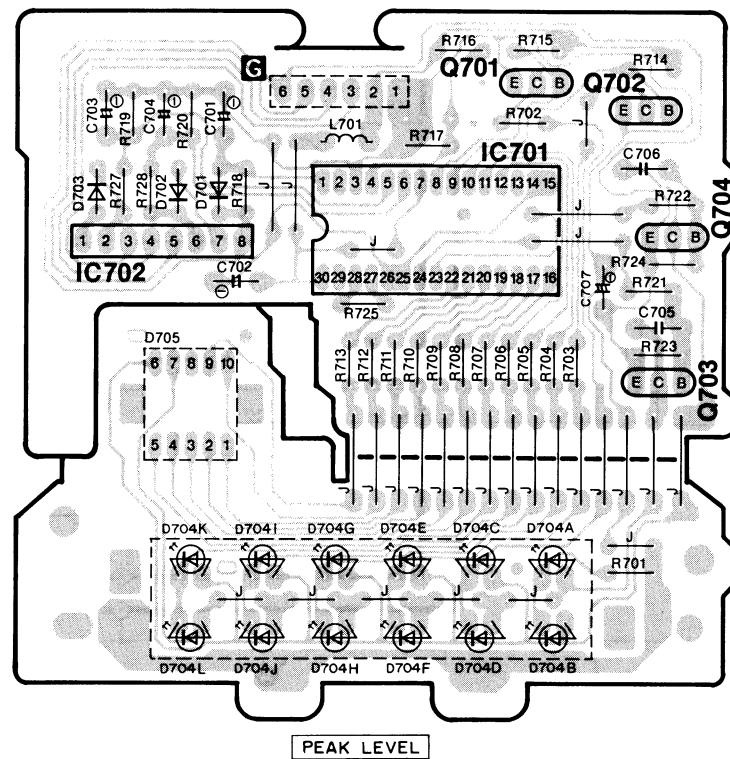 R716
R715
R714
Q701
Q702
G
6 5 4 3 2 1
E C B
E C B
C703
R719
C704
R720
C701
L701
R717
R702
J
IC701
C706
1 2 3 4 5 6 7 8 9 10 11 12 13 14 15
D703
R727
R728
D702
D701
R718
J
J
J
R722
Q704
1 2 3 4 5 6 7 8
J
J
E C B
IC702
C702
R724
30 29 28 27 26 25 24 23 22 21 20 19 18 17 16
C707
R721
R725
C705
D705
R713
R712
R711
R710
R709
R708
R707
R706
R705
R704
R703
R723
6 7 8 9 10
E C B
Q703
5 4 3 2 1
J J J J J J J J J J J J J J J
D704K D704I D704G D704E D704C D704A
J
R701
J J J J J
D704L D704J D704H D704F D704D D704B
PEAK LEVEL